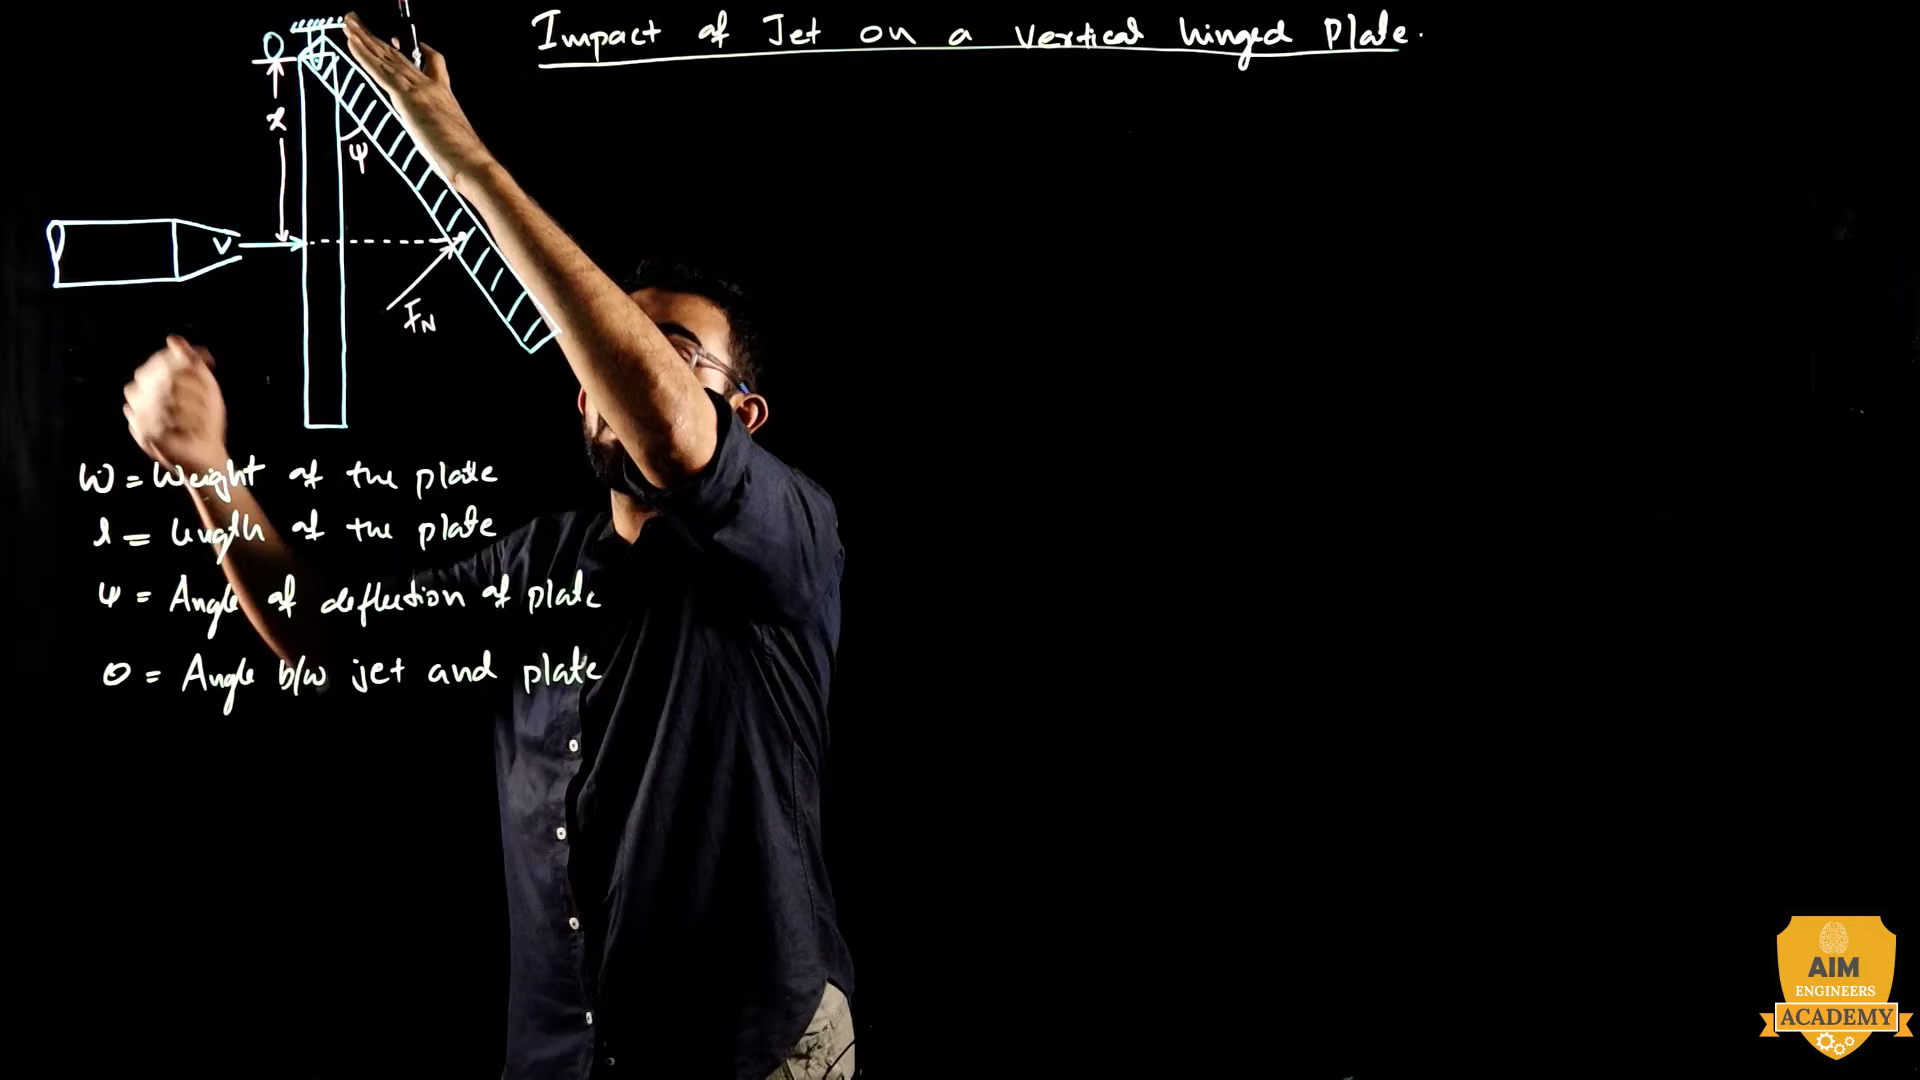 Impact of Jet on a vertical hinged Plate.
O
x
ψ
V
FN
W = Weight of the plate
l = length of the plate
ψ = Angle of deflection of plate
θ = Angle b/w jet and plate
AIM
ENGINEERS
ACADEMY